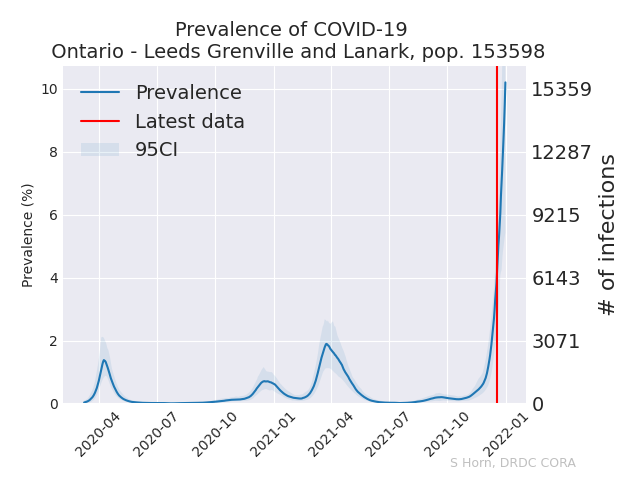 Prevalence of COVID-19
Ontario - Leeds Grenville and Lanark, pop. 153598
Prevalence
Latest data
95CI
Prevalence (%)
10
8
6
4
2
0
15359
12287
9215
6143
3071
0
# of infections
2020-04
2020-07
2020-10
2021-01
2021-04
2021-07
2021-10
2022-01
S Horn, DRDC CORA